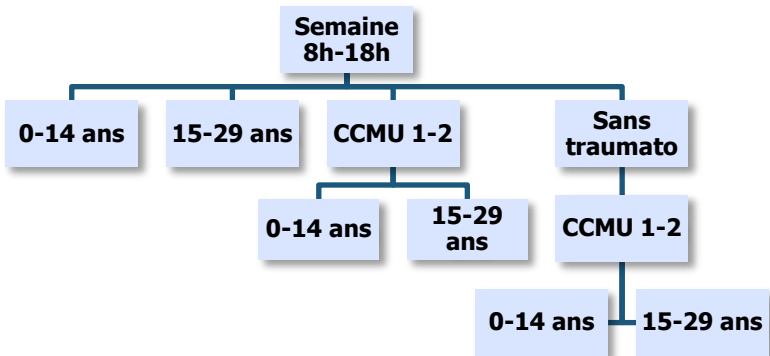 Semaine
8h-18h
0-14 ans
15-29 ans
CCMU 1-2
Sans
traumato
0-14 ans
15-29
ans
CCMU 1-2
0-14 ans
15-29 ans